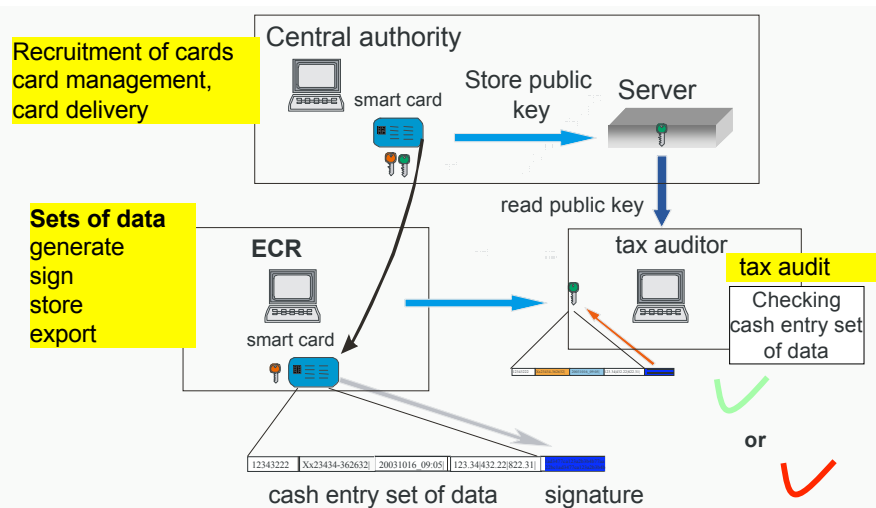 Central authority
Recruitment of cards
card management,
card delivery
smart card
Store public
key
Server
read public key
Sets of data
generate
sign
store
export
ECR
smart card
tax auditor
tax audit
Checking
cash entry set
of data
or
12343222 Xx23434-362632| 20031016_09:05| 123.34|432.22|822.31|
cash entry set of data signature